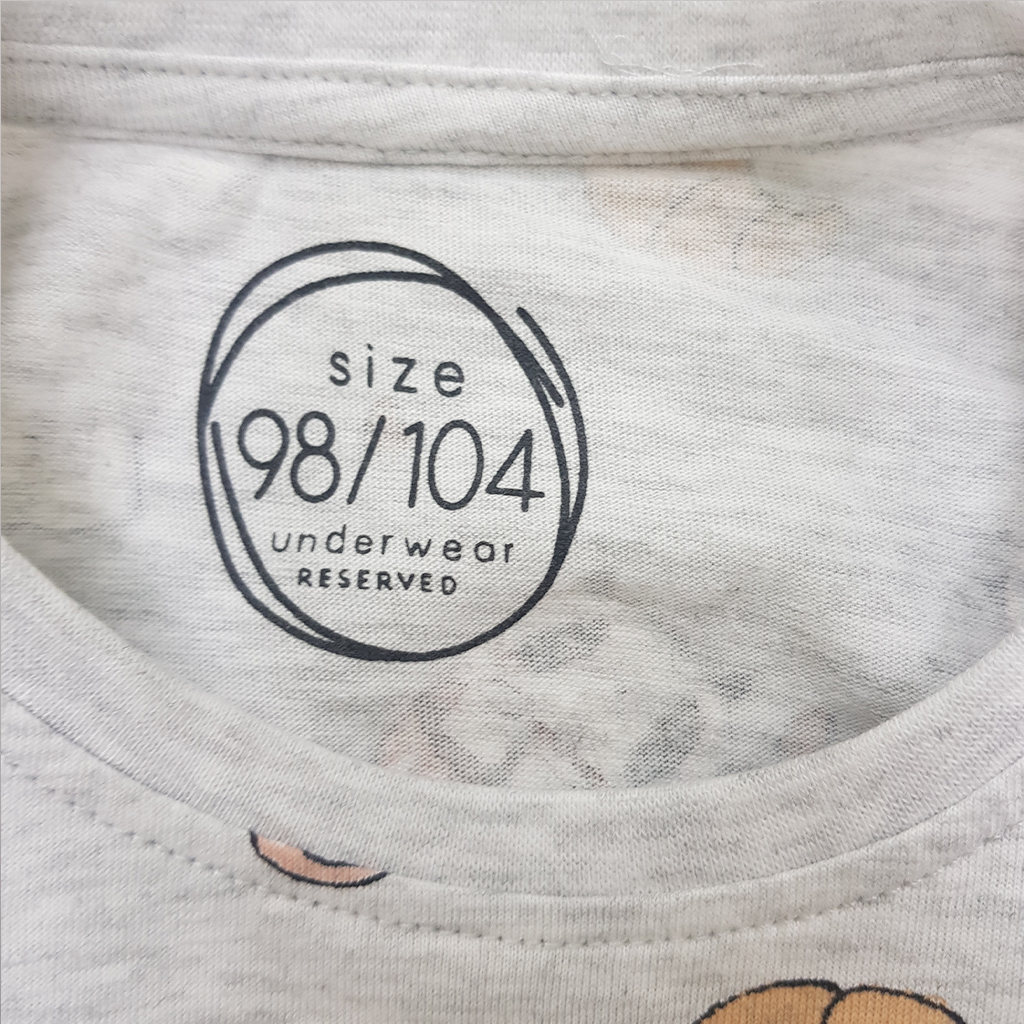 size
98/104
underwear
RESERVED